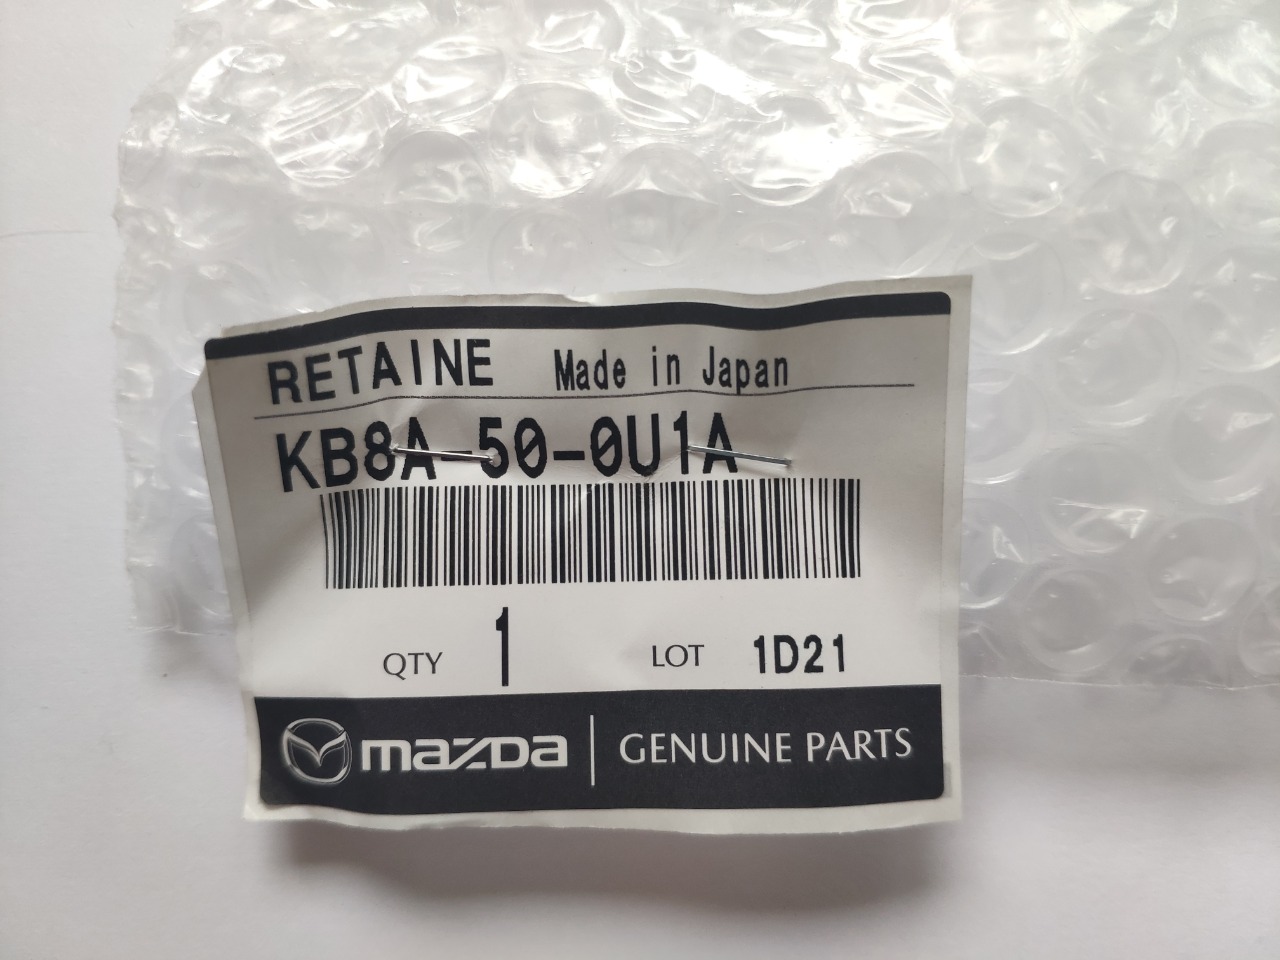 RETAINE Made in Japan
KB8A-50-0U1A
QTY 1 LOT 1D21
mazda GENUINE PARTS